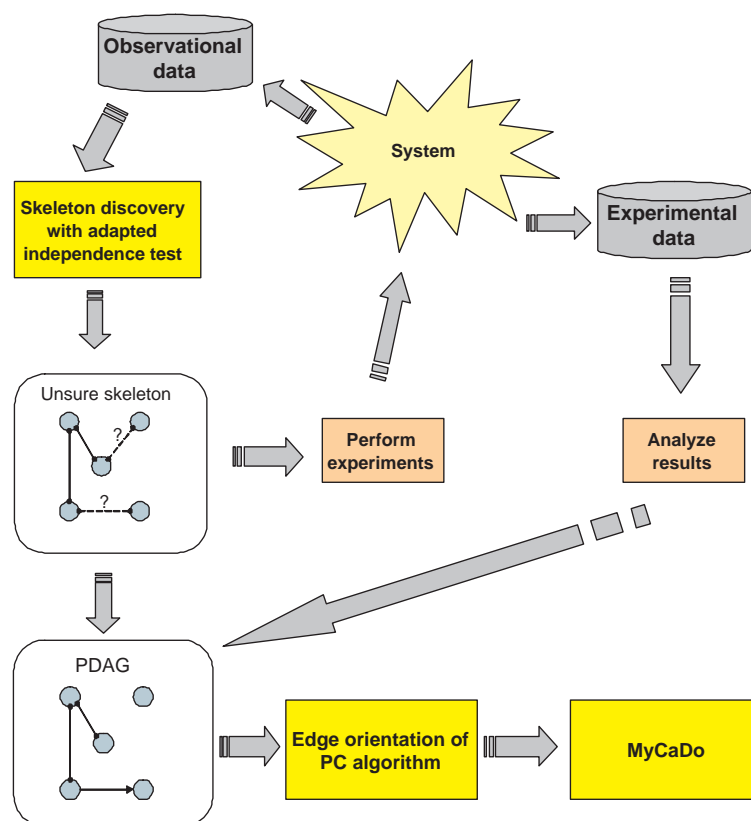 Observational
data
System
Skeleton discovery
with adapted
independence test
Experimental
data
Unsure skeleton
?
?
Perform
experiments
Analyze
results
PDAG
Edge orientation of
PC algorithm
MyCaDo